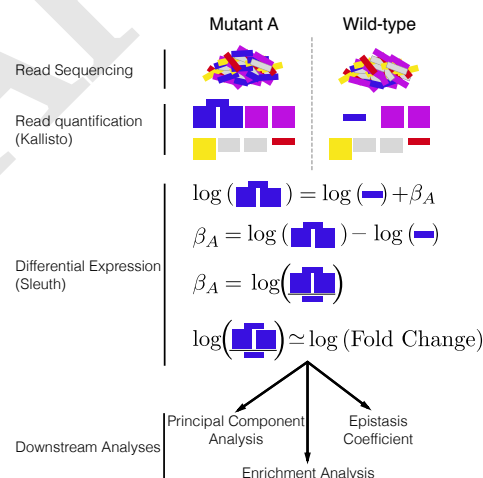 Mutant A Wild-type
Read Sequencing
Read quantification
(Kallisto)
log ( ) = log ( ) + β_A
β_A = log ( ) − log ( )
Differential Expression
(Sleuth)
β_A = log( )
log( ) ≃ log (Fold Change)
Principal Component
Analysis
Epistasis
Coefficient
Downstream Analyses
Enrichment Analysis